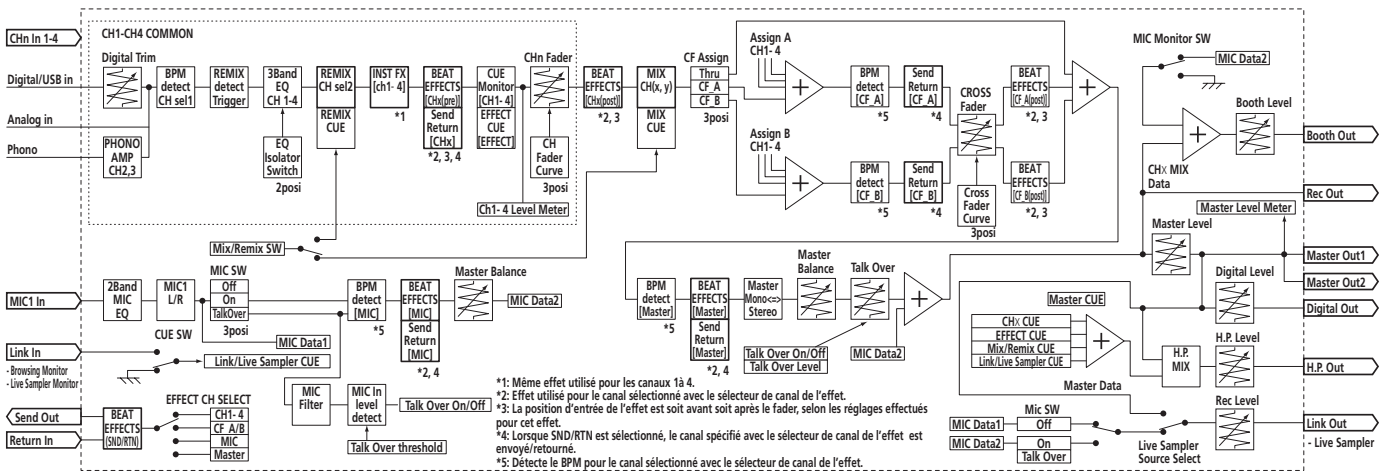 CHn In 1-4
CH1-CH4 COMMON
Digital Trim
Digital/USB in
Analog in
Phono
PHONO
AMP
CH2,3
BPM
detect
CH sel1
REMIX
detect
Trigger
3Band
EQ
CH 1-4
EQ
Isolator
Switch
2posi
REMIX
CH sel2
REMIX
CUE
INST FX
[ch1- 4]
*1
BEAT
EFFECTS
[CHx(pre)]
Send
Return
[CHx]
*2, 3, 4
CUE
Monitor
[CH1- 4]
EFFECT
CUE
[EFFECT]
CHn Fader
CH
Fader
Curve
3posi
Ch1- 4 Level Meter
BEAT
EFFECTS
[CHx(post)]
*2, 3
MIX
CH(x, y)
MIX
CUE
Mix/Remix SW
CF Assign
Thru
CF_A
CF_B
3posi
Assign A
CH1- 4
Assign B
CH1- 4
BPM
detect
[CF_A]
*5
Send
Return
[CF_A]
*4
BPM
detect
[CF_B]
*5
Send
Return
[CF_B]
*4
CROSS
Fader
Cross
Fader
Curve
3posi
BEAT
EFFECTS
[CF_A(post)]
*2, 3
BEAT
EFFECTS
[CF_B(post)]
*2, 3
MIC Monitor SW
MIC Data2
Booth Level
Booth Out
CHX MIX
Data
Rec Out
Master Level Meter
Master Level
Master Out1
Master Out2
Digital Level
Digital Out
MIC1 In
2Band
MIC
EQ
MIC1
L/R
MIC SW
Off
On
TalkOver
3posi
MIC Data1
BPM
detect
[MIC]
*5
BEAT
EFFECTS
[MIC]
Send
Return
[MIC]
*2, 4
Master Balance
MIC Data2
BPM
detect
[Master]
*5
BEAT
EFFECTS
[Master]
Send
Return
[Master]
*2, 4
Master
Mono<=>
Stereo
Master
Balance
Talk Over
Talk Over On/Off
Talk Over Level
MIC Data2
Master CUE
CHX CUE
EFFECT CUE
Mix/Remix CUE
Link/Live Sampler CUE
H.P.
MIX
H.P. Level
H.P. Out
Link In
- Browsing Monitor
- Live Sampler Monitor
CUE SW
Link/Live Sampler CUE
MIC
Filter
MIC In
level
detect
Talk Over On/Off
Talk Over threshold
Send Out
Return In
BEAT
EFFECTS
(SND/RTN)
EFFECT CH SELECT
CH1- 4
CF A/B
MIC
Master
*1: Même effet utilisé pour les canaux 1à 4.
*2: Effet utilisé pour le canal sélectionné avec le sélecteur de canal de l'effet.
*3: La position d'entrée de l'effet est soit avant soit après le fader, selon les réglages effectués
pour cet effet.
*4: Lorsque SND/RTN est sélectionné, le canal spécifié avec le sélecteur de canal de l'effet est
envoyé/retourné.
*5: Détecte le BPM pour le canal sélectionné avec le sélecteur de canal de l'effet.
Master Data
Mic SW
MIC Data1
Off
MIC Data2
On
Talk Over
Live Sampler
Source Select
Rec Level
Link Out
- Live Sampler